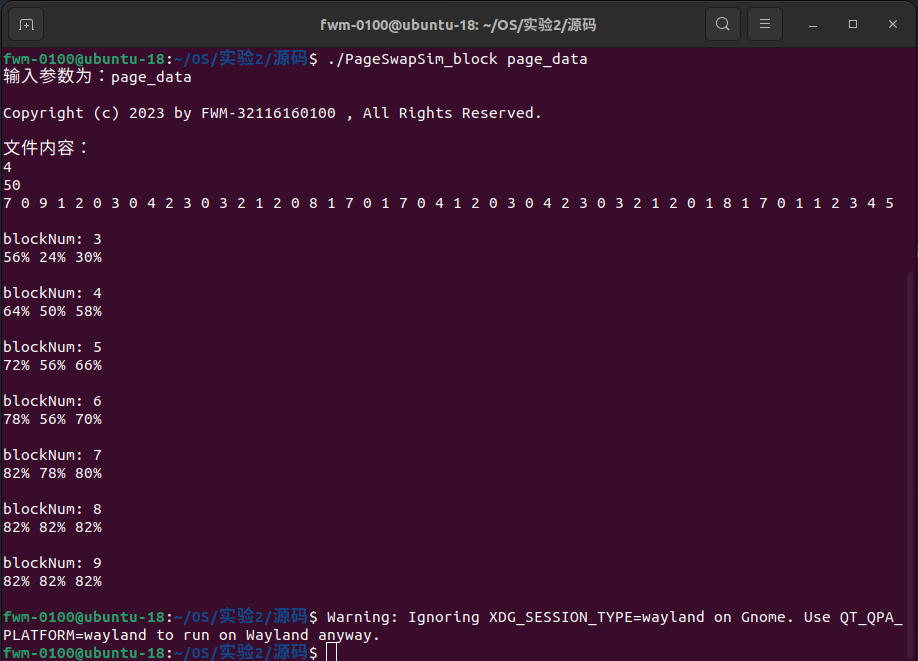 fwm-0100@ubuntu-18: ~/OS/实验2/源码
fwm-0100@ubuntu-18:~/OS/实验2/源码$ ./PageSwapSim_block page_data
输入参数为：page_data
Copyright (c) 2023 by FWM-32116160100 , All Rights Reserved.
文件内容：
4
50
7 0 9 1 2 0 3 0 4 2 3 0 3 2 1 2 0 8 1 7 0 1 7 0 4 1 2 0 3 0 4 2 3 0 3 2 1 2 0 1 8 1 7 0 1 1 2 3 4 5
blockNum: 3
56% 24% 30%
blockNum: 4
64% 50% 58%
blockNum: 5
72% 56% 66%
blockNum: 6
78% 56% 70%
blockNum: 7
82% 78% 80%
blockNum: 8
82% 82% 82%
blockNum: 9
82% 82% 82%
fwm-0100@ubuntu-18:~/OS/实验2/源码$ Warning: Ignoring XDG_SESSION_TYPE=wayland on Gnome. Use QT_QPA_
PLATFORM=wayland to run on Wayland anyway.
fwm-0100@ubuntu-18:~/OS/实验2/源码$